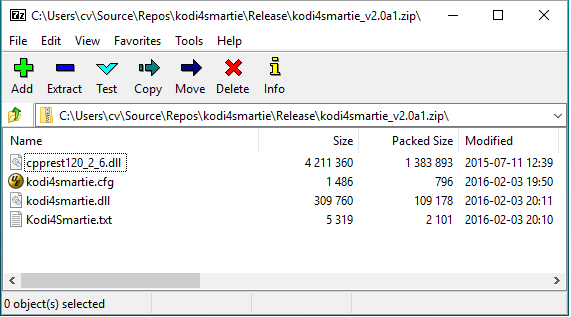 7z C:\Users\cv\Source\Repos\kodi4smartie\Release\kodi4smartie_v2.0a1.zip\
File Edit View Favorites Tools Help
Add Extract Test Copy Move Delete Info
C:\Users\cv\Source\Repos\kodi4smartie\Release\kodi4smartie_v2.0a1.zip\
Name Size Packed Size Modified
cpprest120_2_6.dll 4 211 360 1 383 893 2015-07-11 12:39
kodi4smartie.cfg 1 486 796 2016-02-03 19:50
kodi4smartie.dll 309 760 109 178 2016-02-03 20:11
Kodi4Smartie.txt 5 319 2 101 2016-02-03 20:10
0 object(s) selected